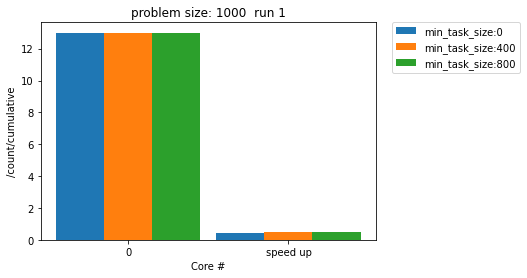 problem size: 1000  run 1
min_task_size:0
min_task_size:400
min_task_size:800
/count/cumulative
12
10
8
6
4
2
0
0
speed up
Core #